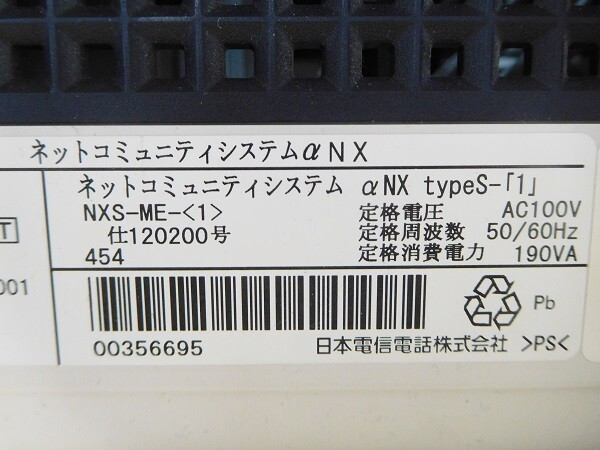 ネットコミュニティシステムαNX
ネットコミュニティシステム αNX typeS-「1」
NXS-ME-<1>
定格電圧 AC100V
仕120200号
定格周波数 50/60Hz
454
定格消費電力 190VA
T
001
Pb
00356695
日本電信電話株式会社 >PS<